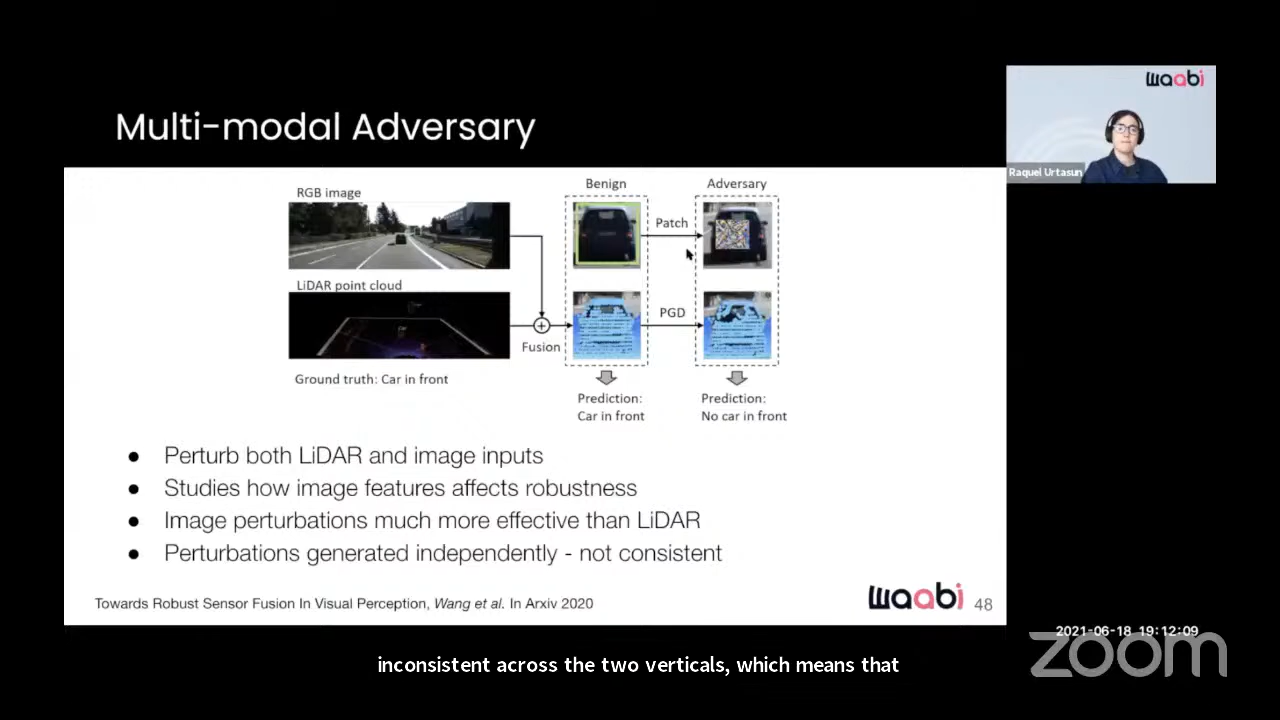 waabi
Raquel Urtasun
Multi-modal Adversary
RGB image
LiDAR point cloud
Fusion
Ground truth: Car in front
Benign
Patch
Adversary
PGD
Prediction:
Car in front
Prediction:
No car in front
● Perturb both LiDAR and image inputs
● Studies how image features affects robustness
● Image perturbations much more effective than LiDAR
● Perturbations generated independently - not consistent
Towards Robust Sensor Fusion In Visual Perception, Wang et al. In Arxiv 2020
waabi 48
2021-06-18 19:12:09
zoom
inconsistent across the two verticals, which means that